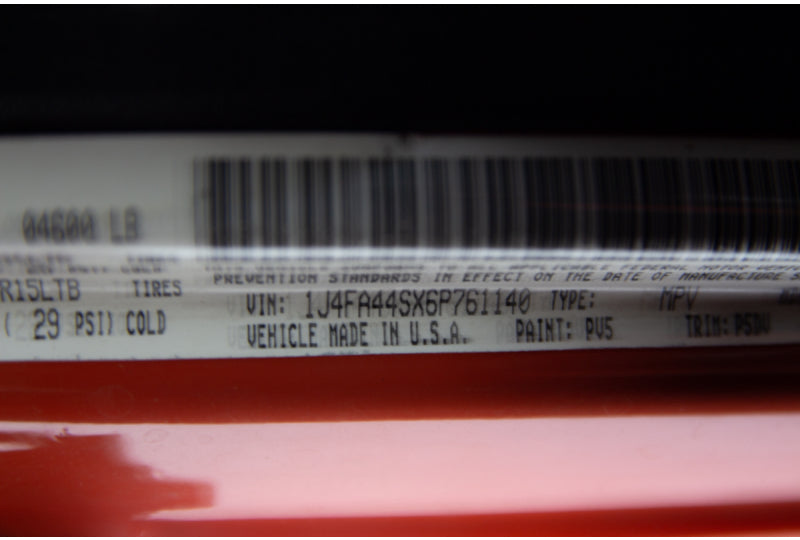 04600 LB
PREVENTION STANDARDS IN EFFECT ON THE DATE OF MANUFACTURE
R15LTB TIRES
VIN: 1J4FA44SX6P761140 TYPE: MPV
(29 PSI) COLD
VEHICLE MADE IN U.S.A. PAINT: PV5 TRIM: